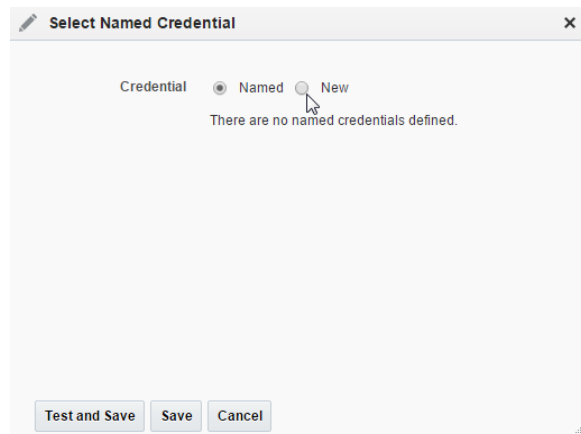 Select Named Credential
Credential Named New
There are no named credentials defined.
Test and Save Save Cancel